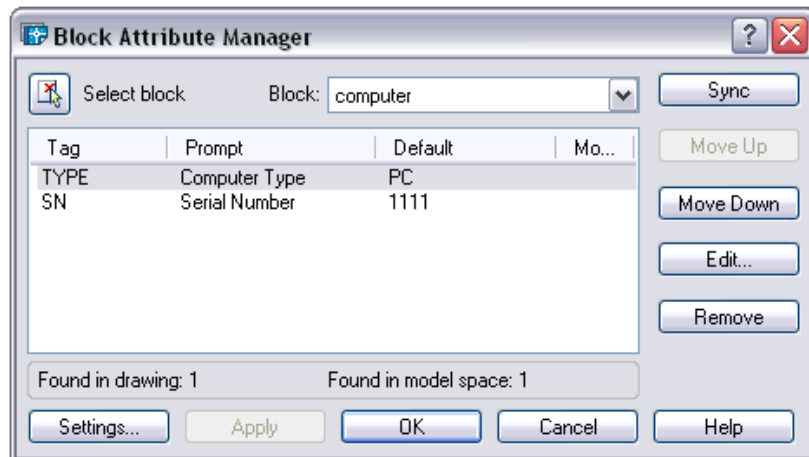 Block Attribute Manager
Select block Block: computer Sync
Tag Prompt Default Mo... Move Up
TYPE Computer Type PC
SN Serial Number 1111 Move Down
Edit...
Remove
Found in drawing: 1 Found in model space: 1
Settings... Apply OK Cancel Help